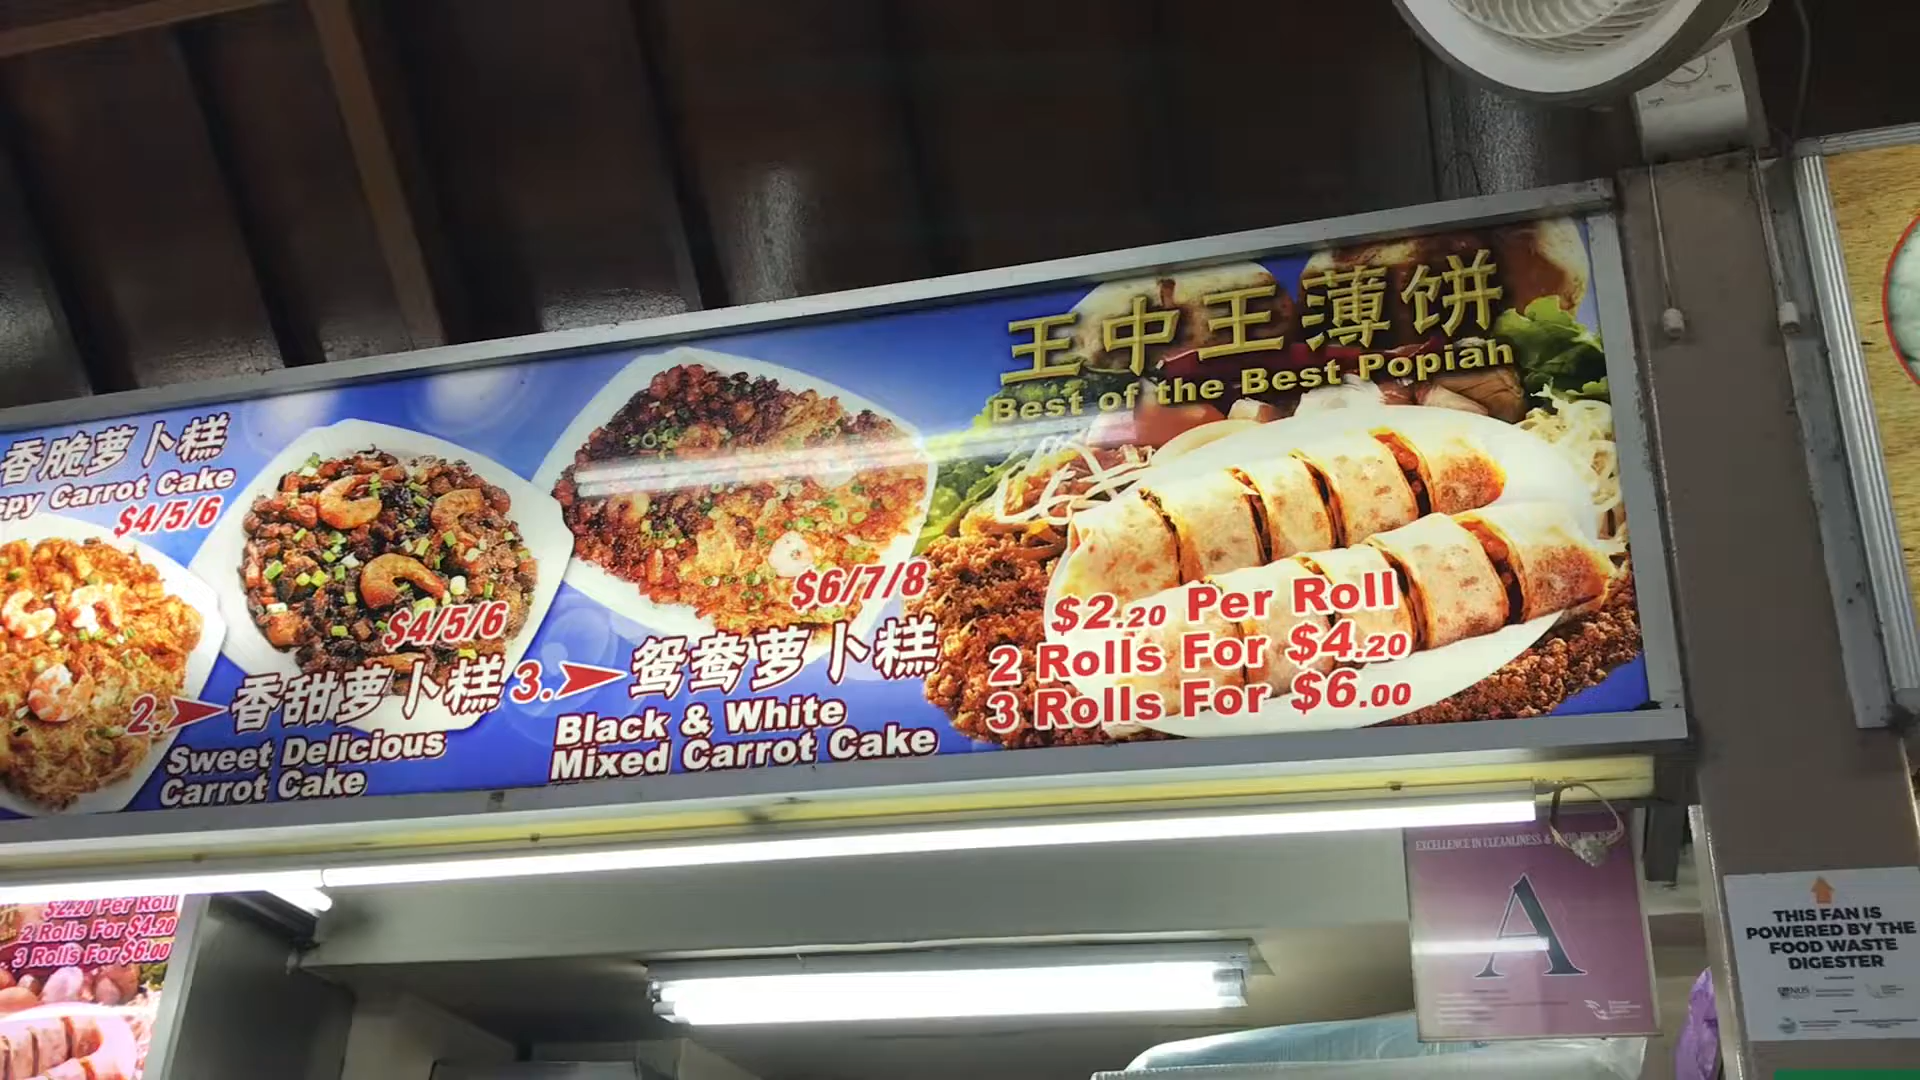 香脆萝卜糕
spy Carrot Cake
$4/5/6
$4/5/6
2.
香甜萝卜糕
Sweet Delicious
Carrot Cake
$6/7/8
3.
鸳鸯萝卜糕
Black & White
Mixed Carrot Cake
王中王薄饼
Best of the Best Popiah
$2.20 Per Roll
2 Rolls For $4.20
3 Rolls For $6.00
$2.20 Per Roll
2 Rolls For $4.20
3 Rolls For $6.00
EXCELLENCE IN CLEANLINESS &
A
THIS FAN IS
POWERED BY THE
FOOD WASTE
DIGESTER
NUS